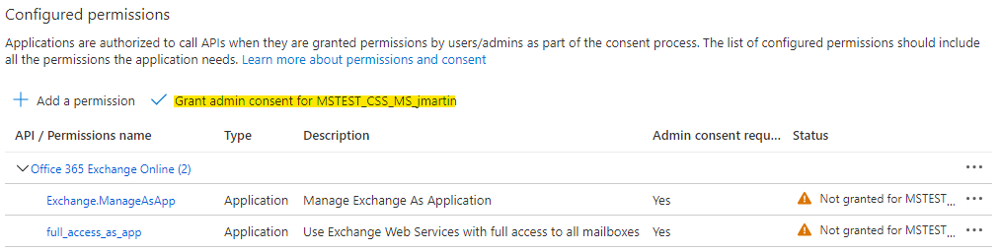 Configured permissions
Applications are authorized to call APIs when they are granted permissions by users/admins as part of the consent process. The list of configured permissions should include
all the permissions the application needs. Learn more about permissions and consent
Add a permission Grant admin consent for MSTEST_CSS_MS_jmartin
API / Permissions name Type Description Admin consent requ... Status
Office 365 Exchange Online (2) ...
Exchange.ManageAsApp Application Manage Exchange As Application Yes Not granted for MSTEST_... ...
full_access_as_app Application Use Exchange Web Services with full access to all mailboxes Yes Not granted for MSTEST_... ...